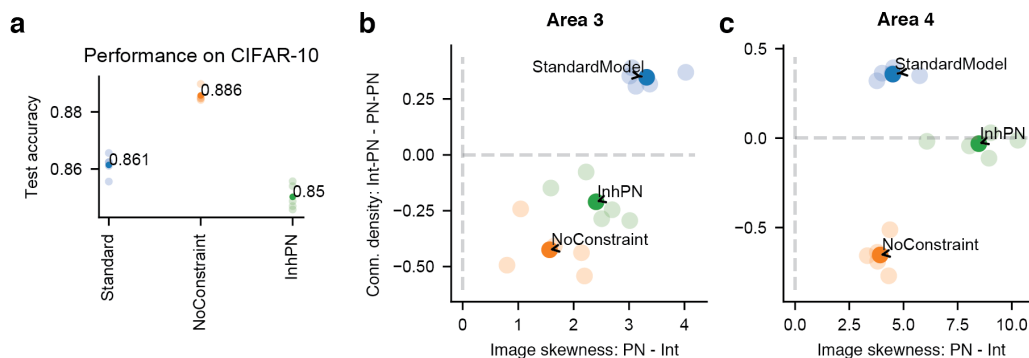 a
Performance on CIFAR-10
Test accuracy
0.88
0.86
0.861
0.886
0.85
Standard
NoConstraint
InhPN
b
Area 3
Conn. density: Int-PN - PN-PN
0.25
0.00
−0.25
−0.50
StandardModel
InhPN
NoConstraint
0
1
2
3
4
Image skewness: PN - Int
c
Area 4
0.5
0.0
−0.5
StandardModel
InhPN
NoConstraint
0.0
2.5
5.0
7.5
10.0
Image skewness: PN - Int